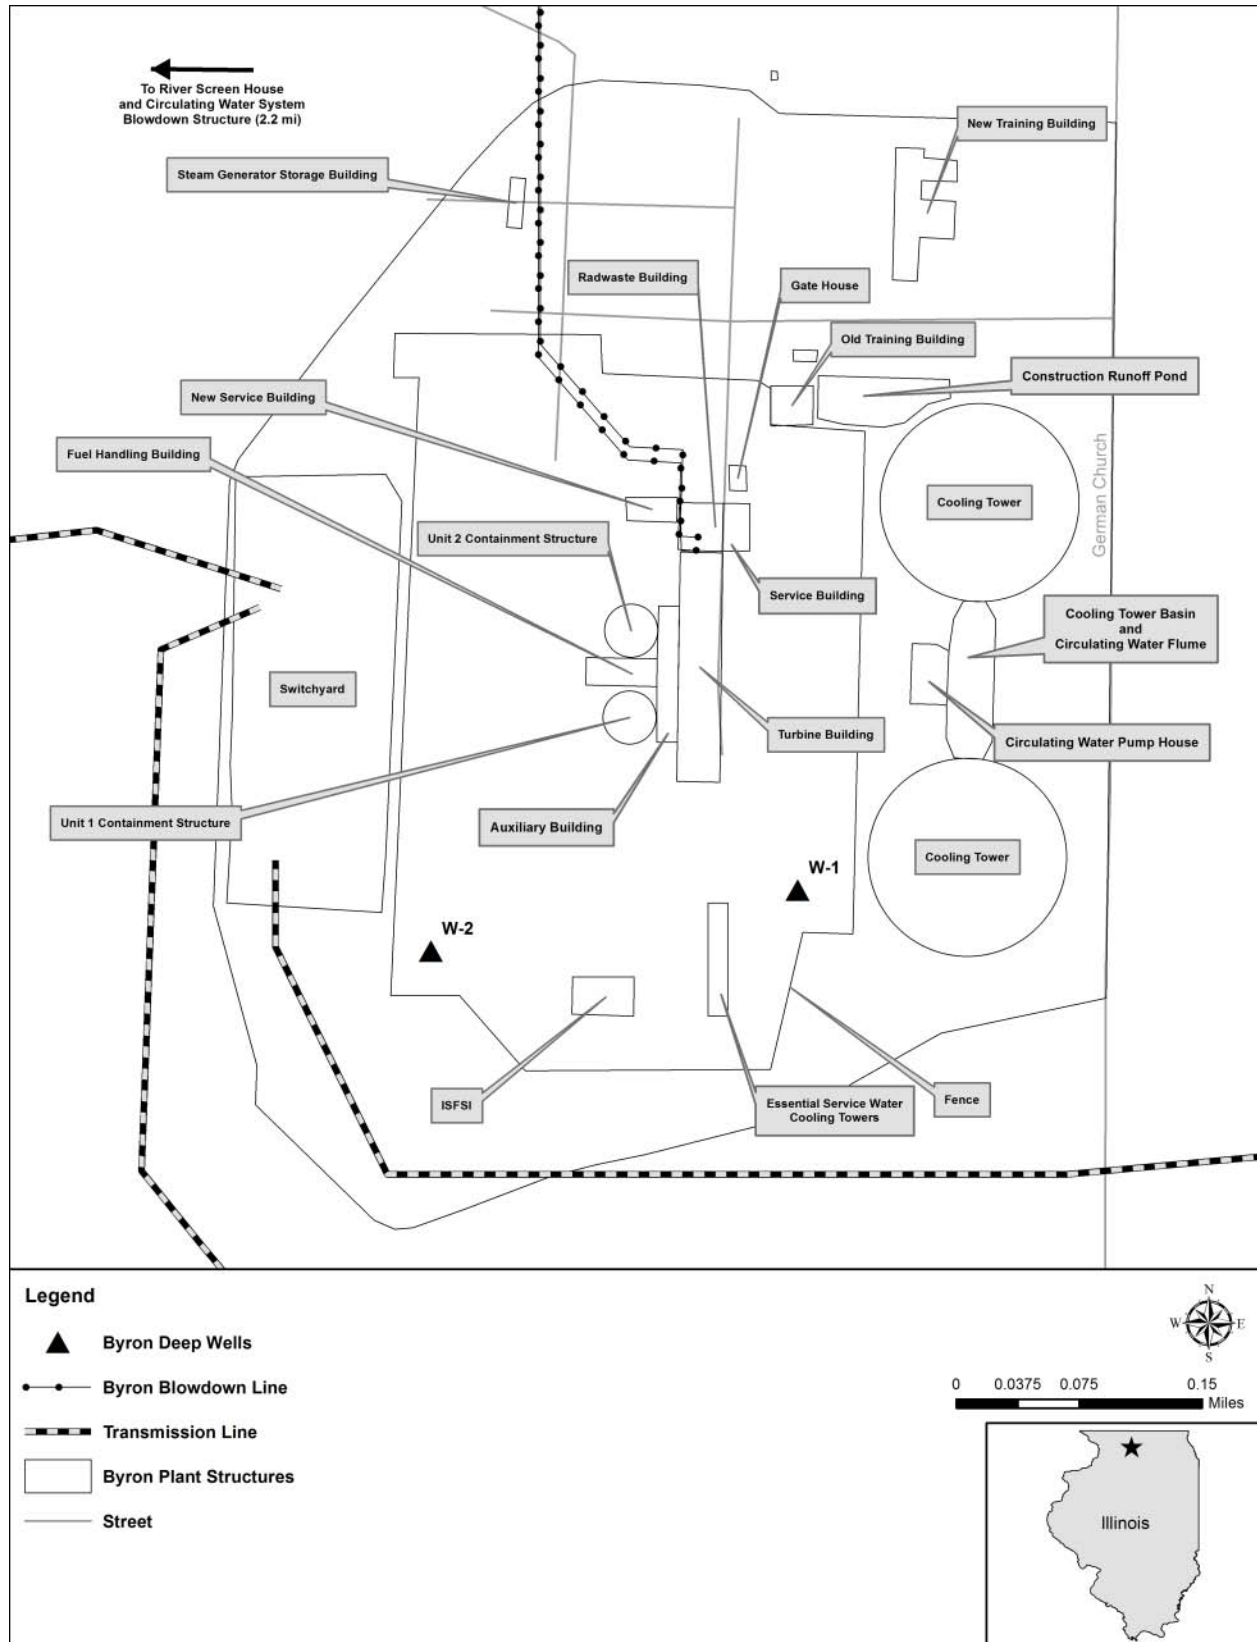 To River Screen House
and Circulating Water System
Blowdown Structure (2.2 mi)
New Training Building
Steam Generator Storage Building
Radwaste Building
Gate House
Old Training Building
Construction Runoff Pond
New Service Building
Fuel Handling Building
Cooling Tower
German Church
Unit 2 Containment Structure
Service Building
Cooling Tower Basin
and
Circulating Water Flume
Switchyard
Turbine Building
Circulating Water Pump House
Unit 1 Containment Structure
Auxiliary Building
Cooling Tower
W-1
W-2
ISFSI
Essential Service Water
Cooling Towers
Fence
Legend
Byron Deep Wells
Byron Blowdown Line
Transmission Line
Byron Plant Structures
Street
N
W E
S
0 0.0375 0.075 0.15
Miles
Illinois